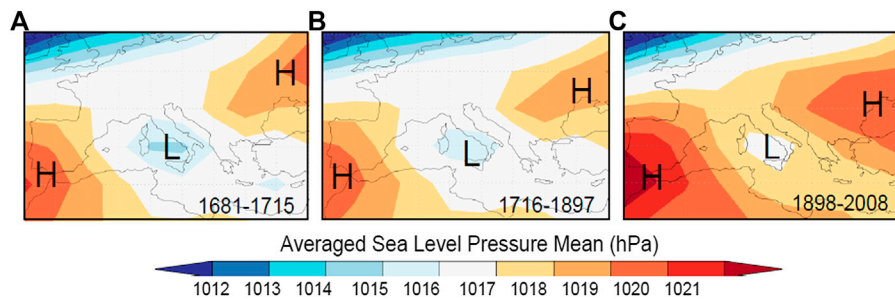 A B C
H H H
L L L
H H H
1681-1715 1716-1897 1898-2008
Averaged Sea Level Pressure Mean (hPa)
1012 1013 1014 1015 1016 1017 1018 1019 1020 1021